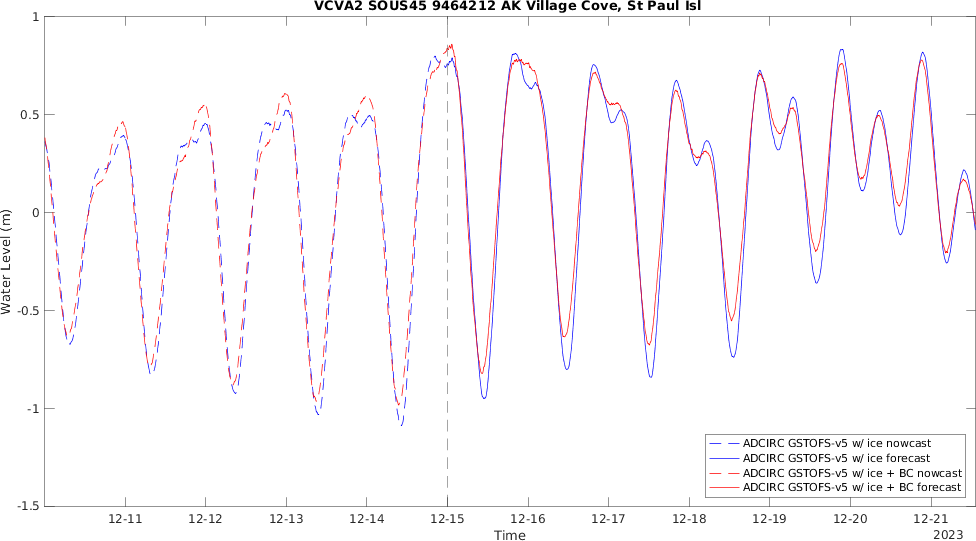 VCVA2 SOUS45 9464212 AK Village Cove, St Paul Isl
1
0.5
0
-0.5
-1
-1.5
Water Level (m)
12-11 12-12 12-13 12-14 12-15 12-16 12-17 12-18 12-19 12-20 12-21
2023
Time
ADCIRC GSTOFS-v5 w/ ice nowcast
ADCIRC GSTOFS-v5 w/ ice forecast
ADCIRC GSTOFS-v5 w/ ice + BC nowcast
ADCIRC GSTOFS-v5 w/ ice + BC forecast